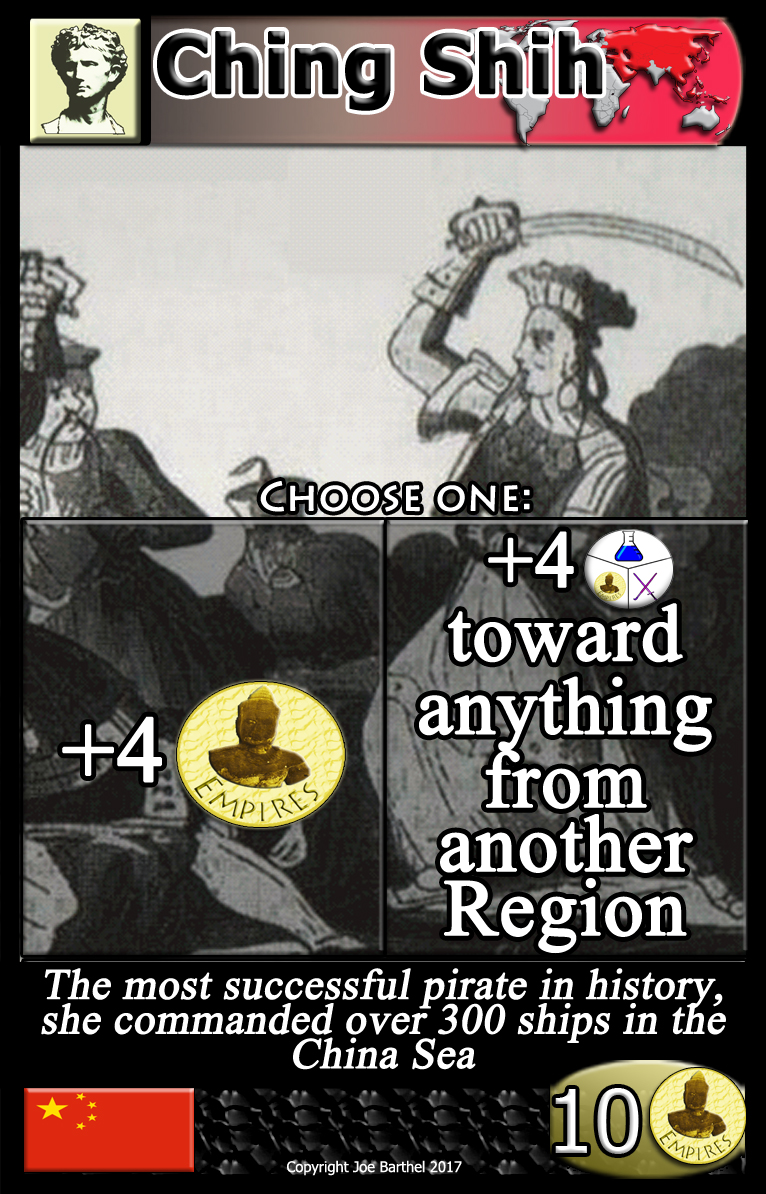 Ching Shih
CHOOSE ONE:
+4
EMPIRES
+4
toward
anything
from
another
Region
The most successful pirate in history,
she commanded over 300 ships in the
China Sea
10
EMPIRES
Copyright Joe Barthel 2017